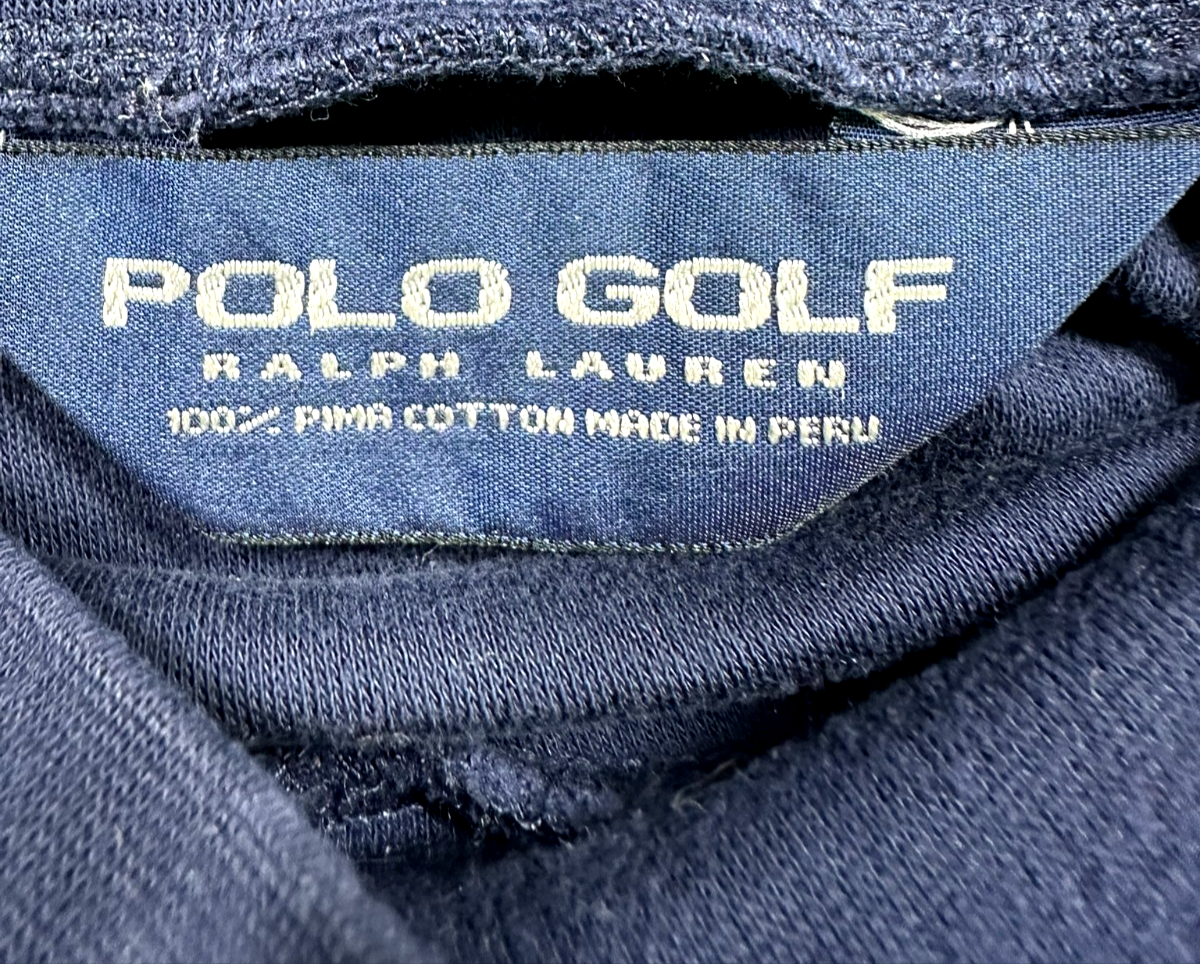 POLO GOLF
RALPH LAUREN
100% PIMA COTTON MADE IN PERU